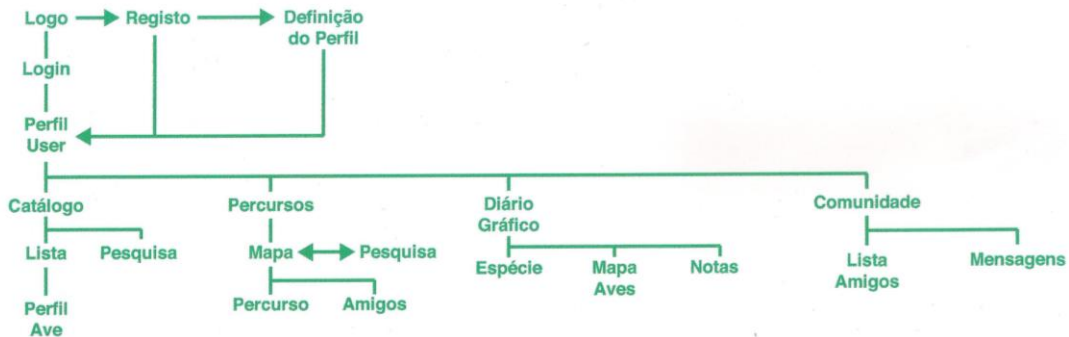 Logo
Registo
Definição
do Perfil
Login
Perfil
User
Catálogo
Percursos
Diário
Gráfico
Comunidade
Lista
Pesquisa
Mapa
Pesquisa
Espécie
Mapa
Aves
Notas
Lista
Amigos
Mensagens
Perfil
Ave
Percurso
Amigos